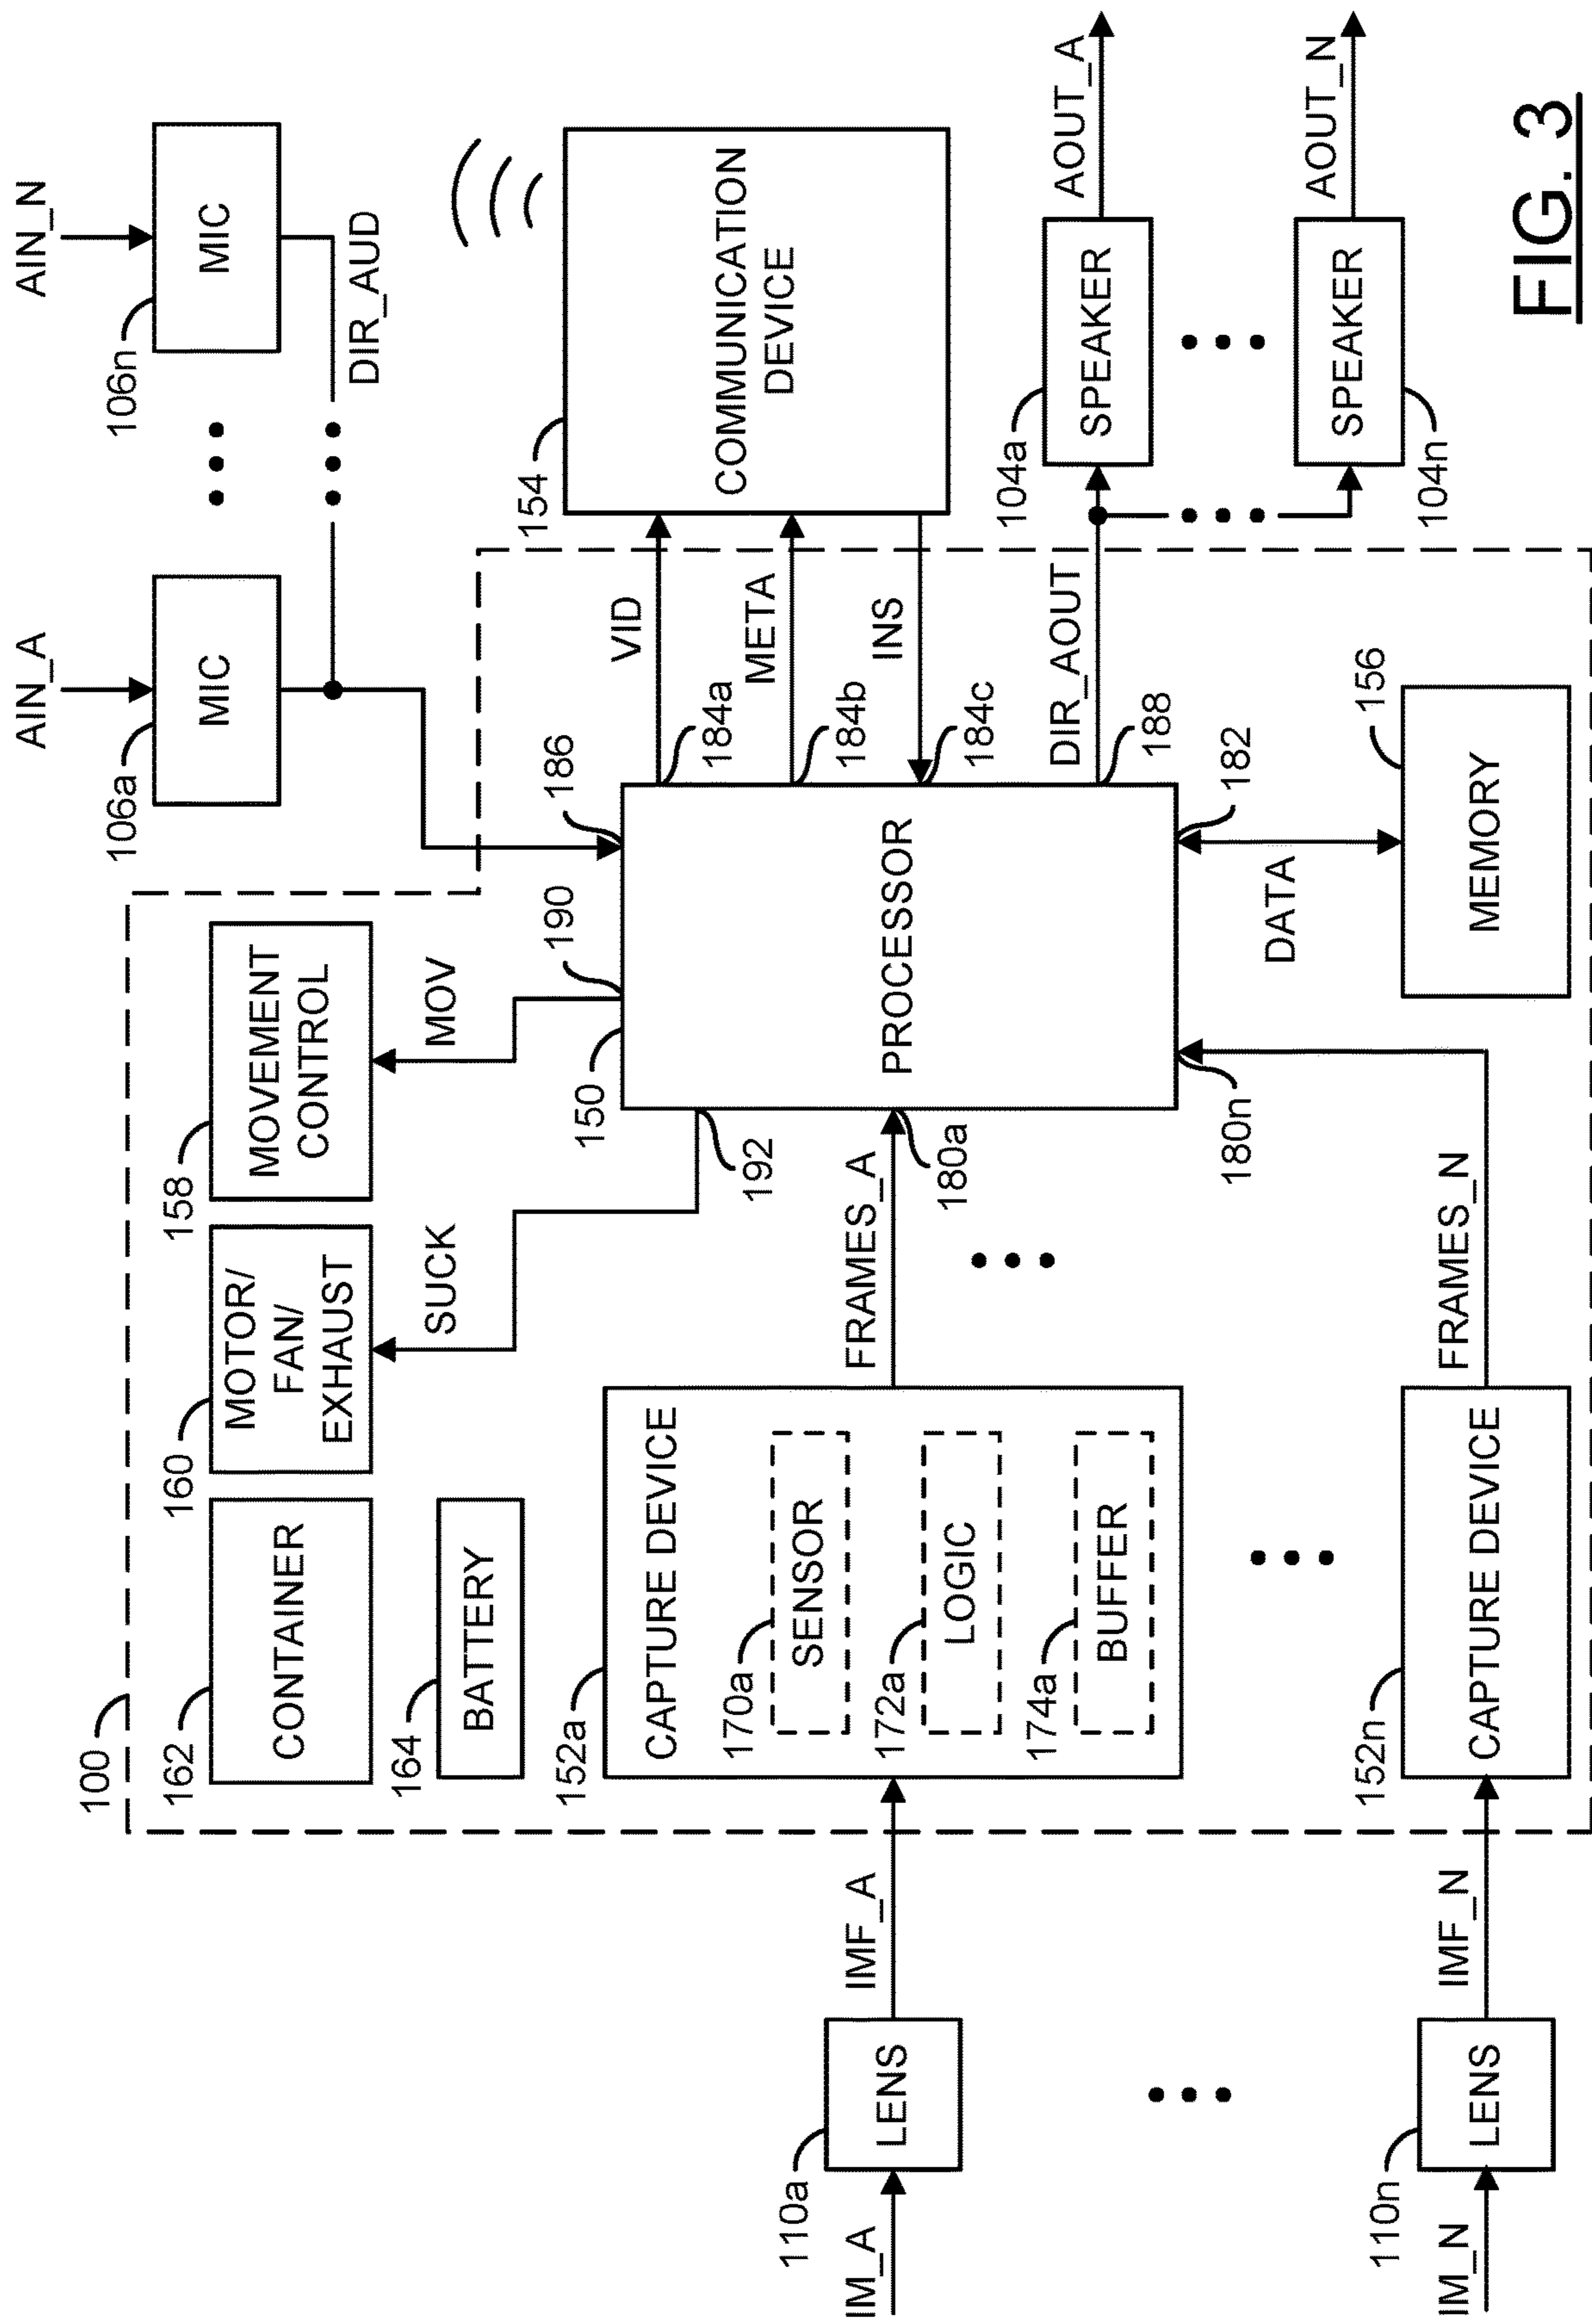 AIN_A
AIN_N
106a
MIC
106n
MIC
DIR_AUD
100
162
CONTAINER
160
MOTOR/
FAN/
EXHAUST
158
MOVEMENT
CONTROL
164
BATTERY
SUCK
MOV
192
150
190
186
PROCESSOR
VID
184a
META
184b
INS
184c
DIR_AOUT
188
182
154
COMMUNICATION
DEVICE
152a
CAPTURE DEVICE
170a
SENSOR
172a
LOGIC
174a
BUFFER
FRAMES_A
180a
IM_A
110a
LENS
IMF_A
104a
SPEAKER
AOUT_A
DATA
156
MEMORY
IM_N
110n
LENS
IMF_N
152n
CAPTURE DEVICE
FRAMES_N
180n
104n
SPEAKER
AOUT_N
FIG. 3